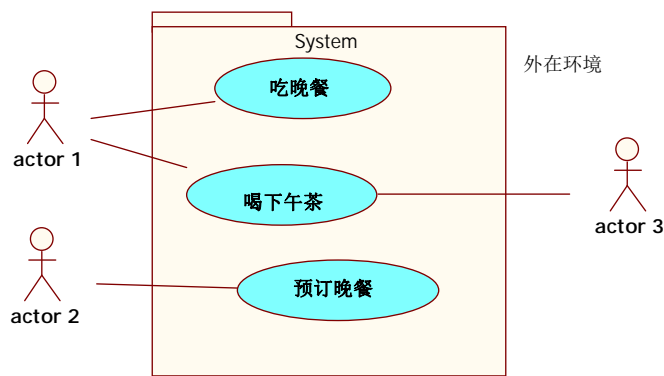 System
外在环境
吃晚餐
actor 1
喝下午茶
actor 3
预订晚餐
actor 2